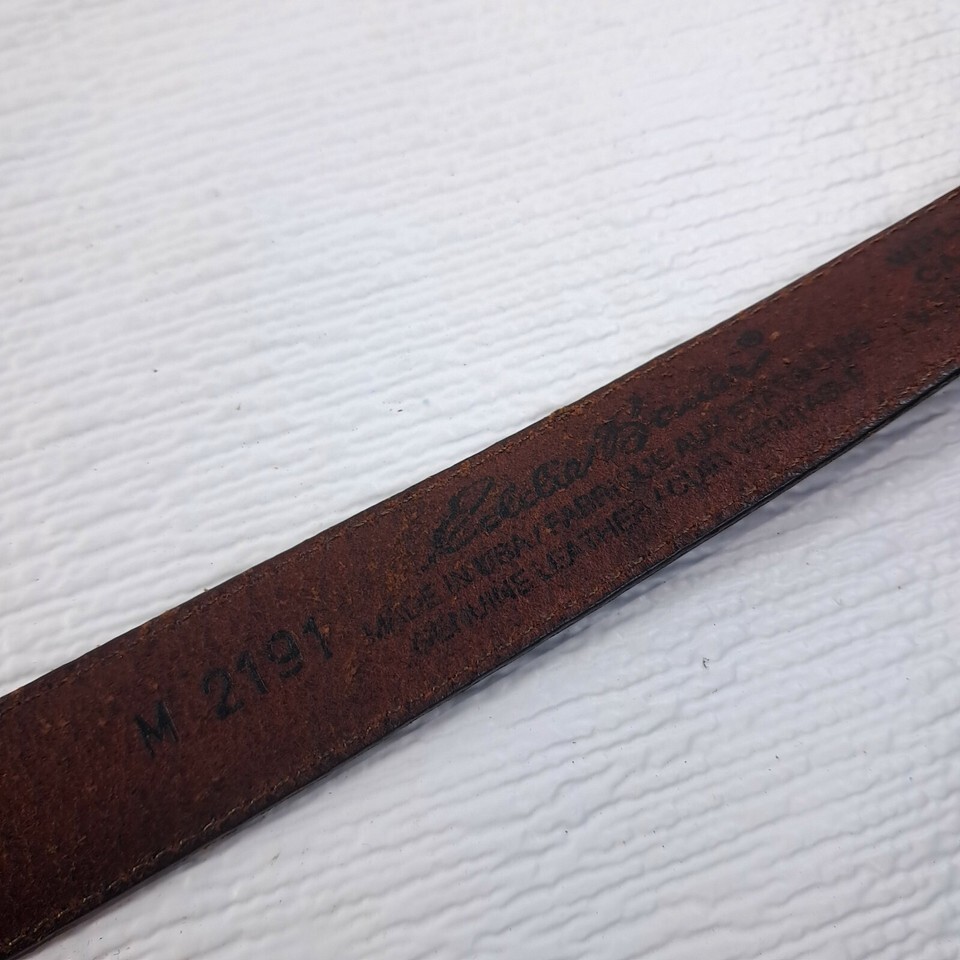 M 2191
Eddie Bauer®
MADE IN USA / FABRIQUE AUX ETATS UNIS
GENUINE LEATHER / CUIR VERITABLE